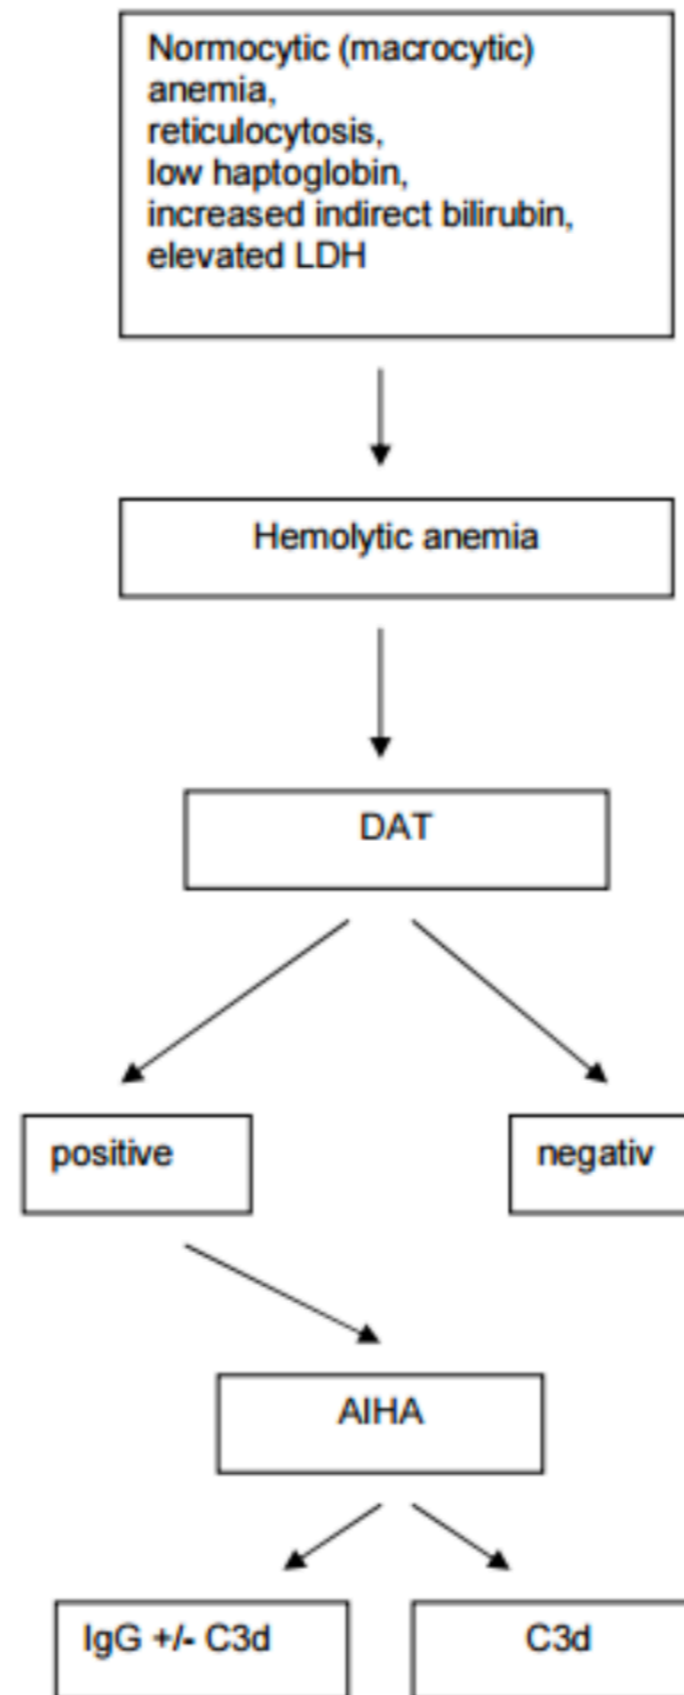 Normocytic (macrocytic)
anemia,
reticulocytosis,
low haptoglobin,
increased indirect bilirubin,
elevated LDH
Hemolytic anemia
DAT
positive
negativ
AIHA
IgG +/- C3d
C3d